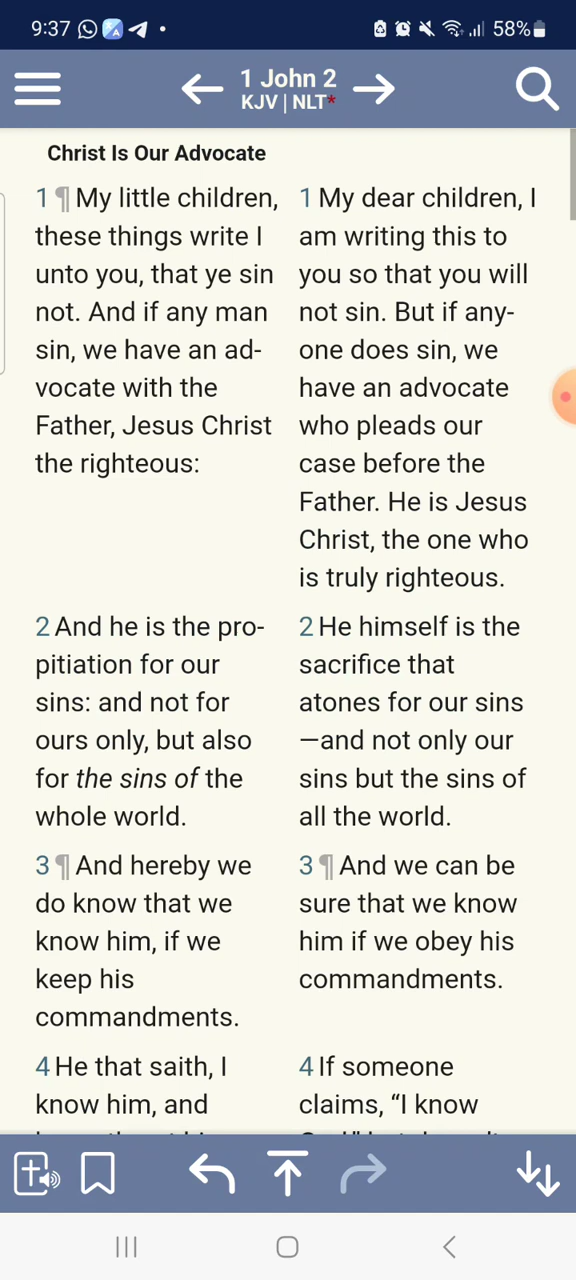 9:37
58%
1 John 2
KJV | NLT*
Christ Is Our Advocate
1 ¶ My little children,
these things write I
unto you, that ye sin
not. And if any man
sin, we have an ad-
vocate with the
Father, Jesus Christ
the righteous:
1 My dear children, I
am writing this to
you so that you will
not sin. But if any-
one does sin, we
have an advocate
who pleads our
case before the
Father. He is Jesus
Christ, the one who
is truly righteous.
2 And he is the pro-
pitiation for our
sins: and not for
ours only, but also
for the sins of the
whole world.
2 He himself is the
sacrifice that
atones for our sins
—and not only our
sins but the sins of
all the world.
3 ¶ And hereby we
do know that we
know him, if we
keep his
commandments.
3 ¶ And we can be
sure that we know
him if we obey his
commandments.
4 He that saith, I
know him, and
4 If someone
claims, “I know